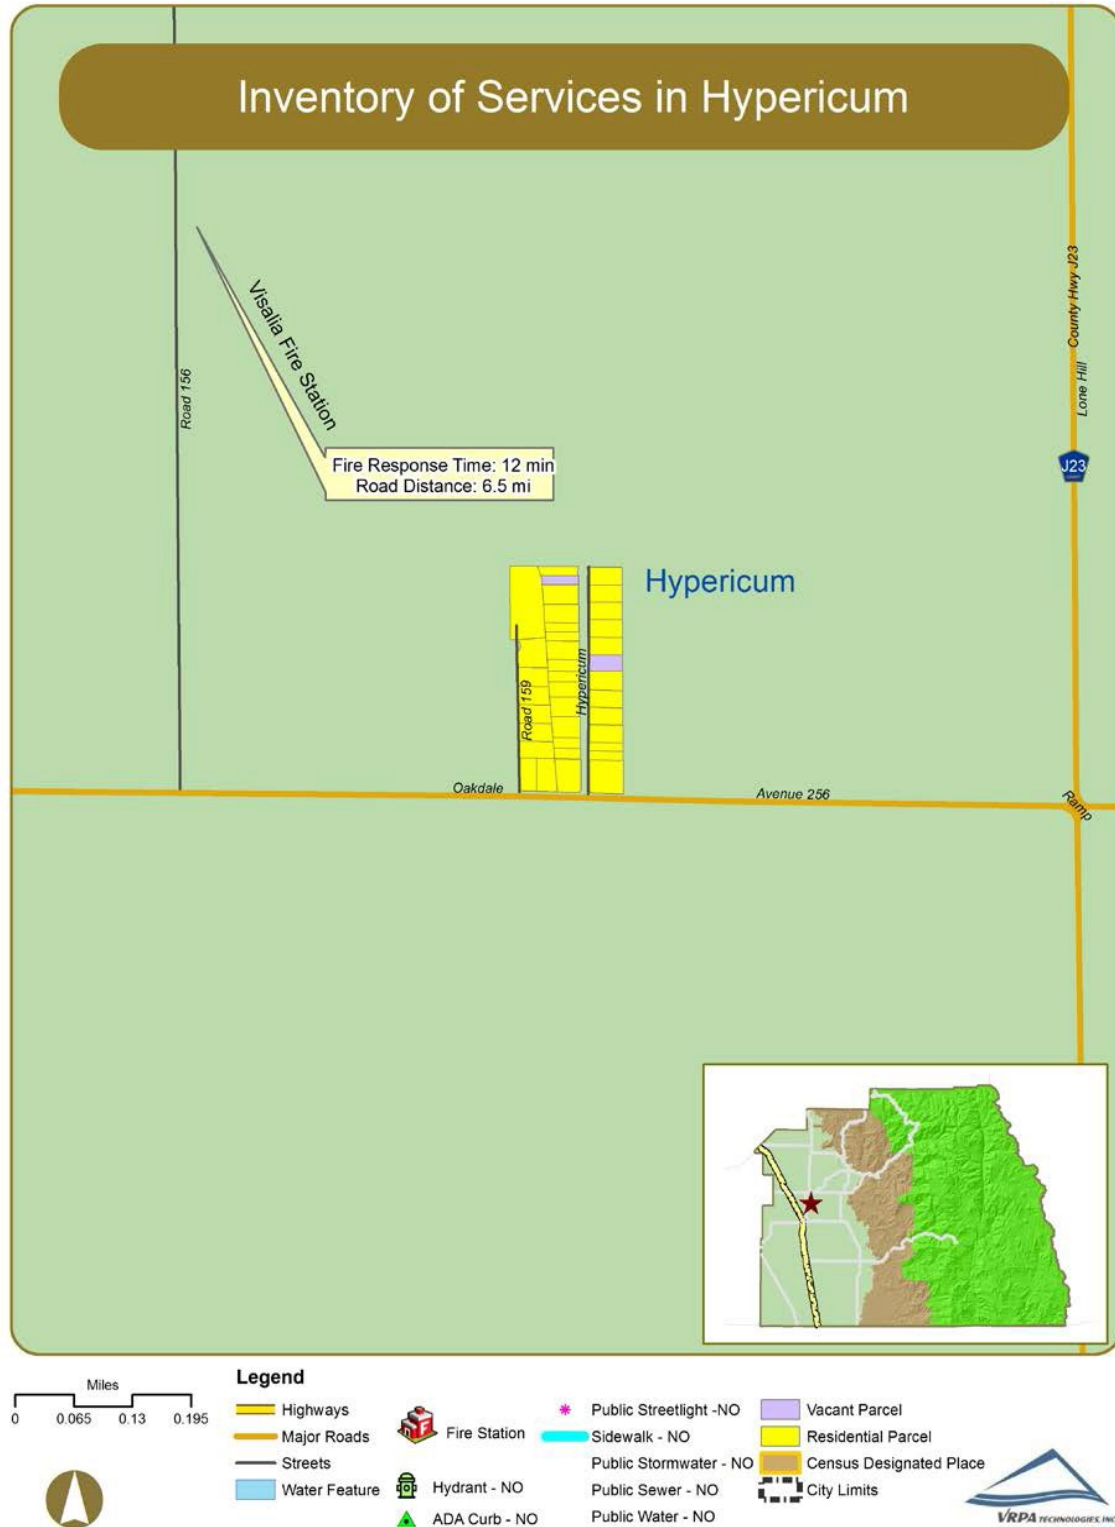 Inventory of Services in Hypericum
County Hwy J23
Lone Hill
J23
Road 156
Visalia Fire Station
Fire Response Time: 12 min
Road Distance: 6.5 mi
Hypericum
Hypericum
Road 159
Oakdale
Avenue 256
Ramp
Miles
0 0.065 0.13 0.195
Legend
Highways
Major Roads
Streets
Water Feature
Fire Station
Hydrant - NO
ADA Curb - NO
Public Streetlight -NO
Sidewalk - NO
Public Stormwater - NO
Public Sewer - NO
Public Water - NO
Vacant Parcel
Residential Parcel
Census Designated Place
City Limits
VRPA TECHNOLOGIES, INC